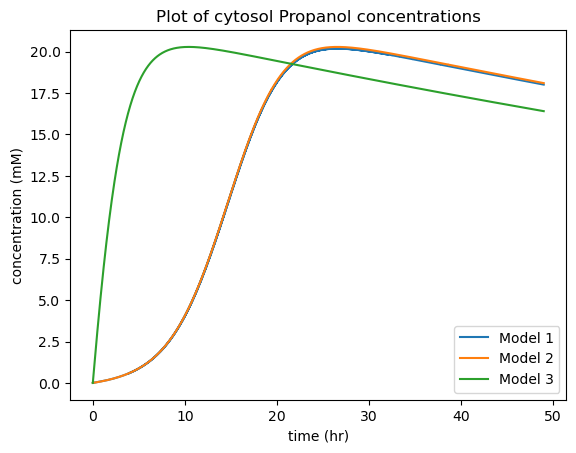 Plot of cytosol Propanol concentrations
20.0
17.5
15.0
12.5
10.0
7.5
5.0
2.5
0.0
concentration (mM)
Model 1
Model 2
Model 3
0 10 20 30 40 50
time (hr)